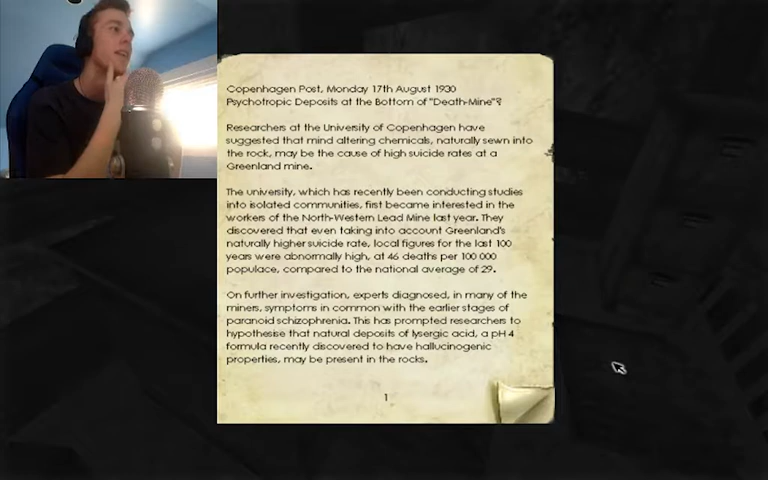 Copenhagen Post, Monday 17th August 1930
Psychotropic Deposits at the Bottom of "Death-Mine"?
Researchers at the University of Copenhagen have
suggested that mind altering chemicals, naturally sewn into
the rock, may be the cause of high suicide rates at a
Greenland mine.
The university, which has recently been conducting studies
into isolated communities, first became interested in the
workers of the North-Western Lead Mine last year. They
discovered that even taking into account Greenland's
naturally higher suicide rate, local figures for the last 100
years were abnormally high, at 46 deaths per 100 000
populace, compared to the national average of 29.
On further investigation, experts diagnosed, in many of the
miners, symptoms in common with the earlier stages of
paranoid schizophrenia. This has prompted researchers to
hypothesise that natural deposits of lysergic acid, a pH 4
formula recently discovered to have hallucinogenic
properties, may be present in the rocks.
1